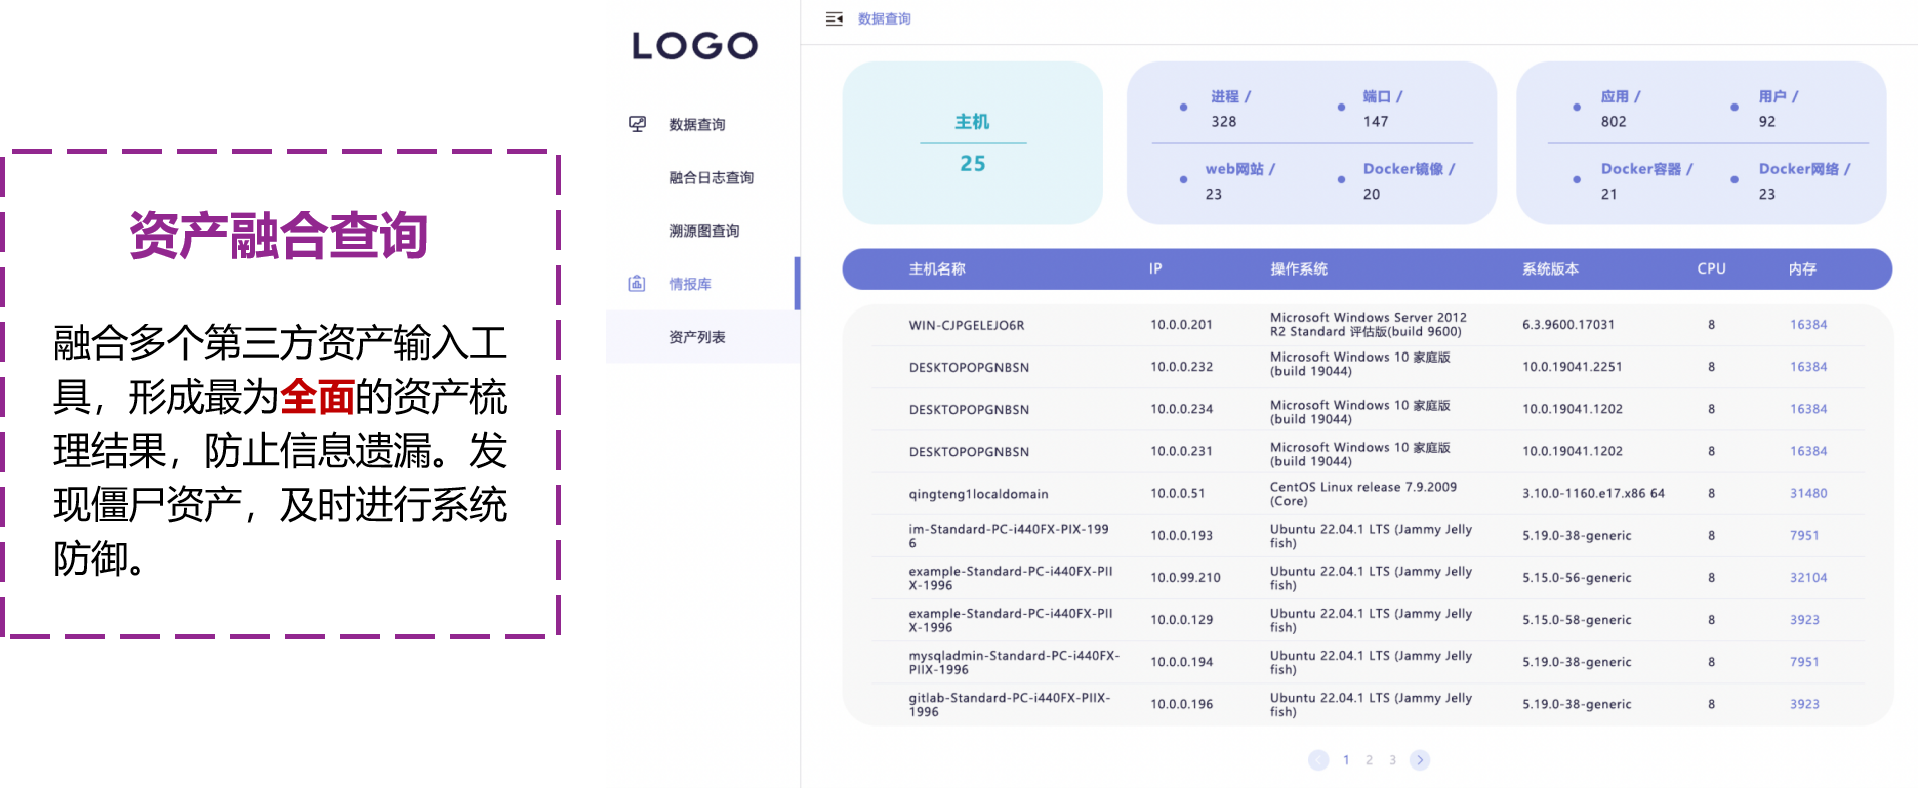 资产融合查询
融合多个第三方资产输入工
具，形成最为全面的资产梳
理结果，防止信息遗漏。发
现僵尸资产，及时进行系统
防御。
LOGO
数据查询
融合日志查询
溯源图查询
情报库
资产列表
数据查询
主机
25
进程 /
328
端口 /
147
web网站 /
23
Docker镜像 /
20
应用 /
802
用户 /
92
Docker容器 /
21
Docker网络 /
23
主机名称 IP 操作系统 系统版本 CPU 内存
WIN-CJPGELEJO6R 10.0.0.201 Microsoft Windows Server 2012 6.3.9600.17031 8 16384
R2 Standard 评估版(build 9600)
DESKTOPOPGNBSN 10.0.0.232 Microsoft Windows 10 家庭版 10.0.19041.2251 8 16384
(build 19044)
DESKTOPOPGNBSN 10.0.0.234 Microsoft Windows 10 家庭版 10.0.19041.1202 8 16384
(build 19044)
DESKTOPOPGNBSN 10.0.0.231 Microsoft Windows 10 家庭版 10.0.19041.1202 8 16384
(build 19044)
qingteng1localdomain 10.0.0.51 CentOS Linux release 7.9.2009 3.10.0-1160.e17.x86 64 8 31480
(Core)
im-Standard-PC-i440FX-PIX-199 10.0.0.193 Ubuntu 22.04.1 LTS (Jammy Jelly 5.19.0-38-generic 8 7951
6 fish)
example-Standard-PC-i440FX-PII 10.0.99.210 Ubuntu 22.04.1 LTS (Jammy Jelly 5.15.0-56-generic 8 32104
X-1996 fish)
example-Standard-PC-i440FX-PII 10.0.0.129 Ubuntu 22.04.1 LTS (Jammy Jelly 5.15.0-58-generic 8 3923
X-1996 fish)
mysqladmin-Standard-PC-i440FX- 10.0.0.194 Ubuntu 22.04.1 LTS (Jammy Jelly 5.19.0-38-generic 8 7951
PIIX-1996 fish)
gitlab-Standard-PC-i440FX-PIIX- 10.0.0.196 Ubuntu 22.04.1 LTS (Jammy Jelly 5.19.0-38-generic 8 3923
1996 fish)
1 2 3